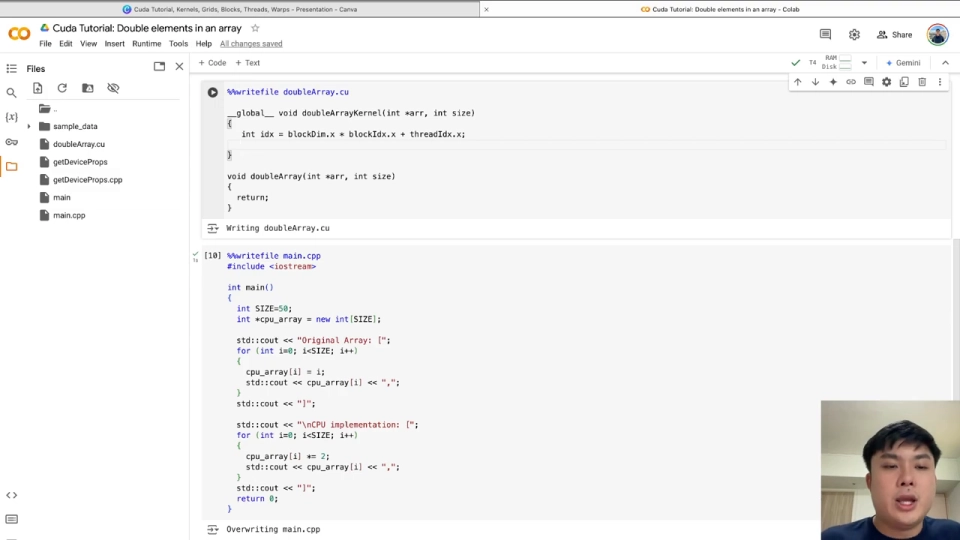 Cuda Tutorial, Kernels, Grids, Blocks, Threads, Warps - Presentation - Canva
Cuda Tutorial: Double elements in an array - Colab
Cuda Tutorial: Double elements in an array
File Edit View Insert Runtime Tools Help All changes saved
Share
Files
+ Code + Text
T4 RAM
Disk
Gemini
..
sample_data
doubleArray.cu
getDeviceProps
getDeviceProps.cpp
main
main.cpp
%%writefile doubleArray.cu
__global__ void doubleArrayKernel(int *arr, int size)
{
int idx = blockDim.x * blockIdx.x + threadIdx.x;
}
void doubleArray(int *arr, int size)
{
return;
}
Writing doubleArray.cu
[10] %%writefile main.cpp
#include <iostream>
int main()
{
int SIZE=50;
int *cpu_array = new int[SIZE];
std::cout << "Original Array: [";
for (int i=0; i<SIZE; i++)
{
cpu_array[i] = i;
std::cout << cpu_array[i] << ",";
}
std::cout << "]";
std::cout << "\nCPU implementation: [";
for (int i=0; i<SIZE; i++)
{
cpu_array[i] *= 2;
std::cout << cpu_array[i] << ",";
}
std::cout << "]";
return 0;
}
Overwriting main.cpp